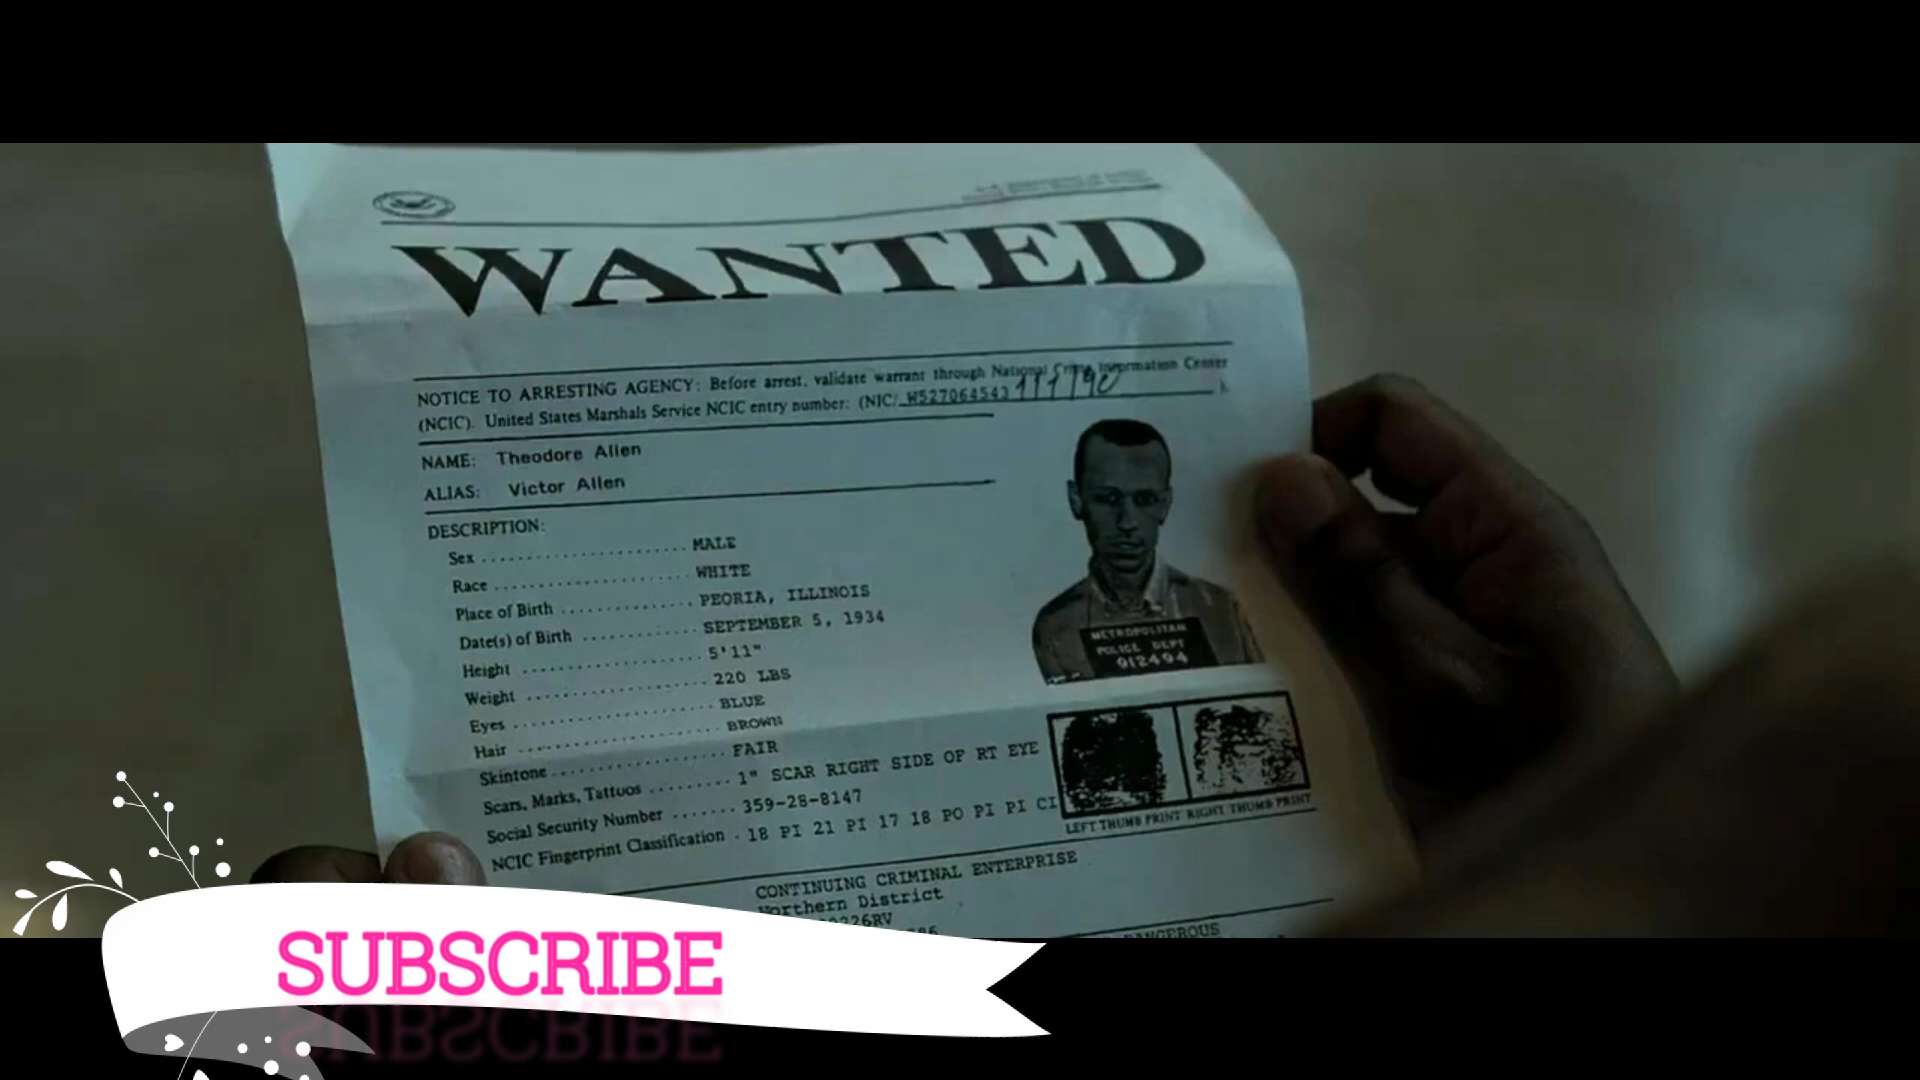 WANTED
NOTICE TO ARRESTING AGENCY: Before arrest, validate warrant through National Crime Information Center
(NCIC). United States Marshals Service NCIC entry number: (NIC/ W527064543 1/1/90 ).
NAME: Theodore Allen
ALIAS: Victor Allen
DESCRIPTION:
Sex ........................ MALE
Race ....................... WHITE
Place of Birth ............... PEORIA, ILLINOIS
Date(s) of Birth ............. SEPTEMBER 5, 1934
Height ..................... 5'11"
Weight ..................... 220 LBS
Eyes ....................... BLUE
Hair ....................... BROWN
Skintone ................... FAIR
Scars, Marks, Tattoos ......... 1" SCAR RIGHT SIDE OF RT EYE
Social Security Number ....... 359-28-8147
NCIC Fingerprint Classification . 18 PI 21 PI 17 18 PO PI PI CI
METROPOLITAN
POLICE DEPT
912494
LEFT THUMB PRINT RIGHT THUMB PRINT
CONTINUING CRIMINAL ENTERPRISE
Northern District
DANGEROUS
SUBSCRIBE